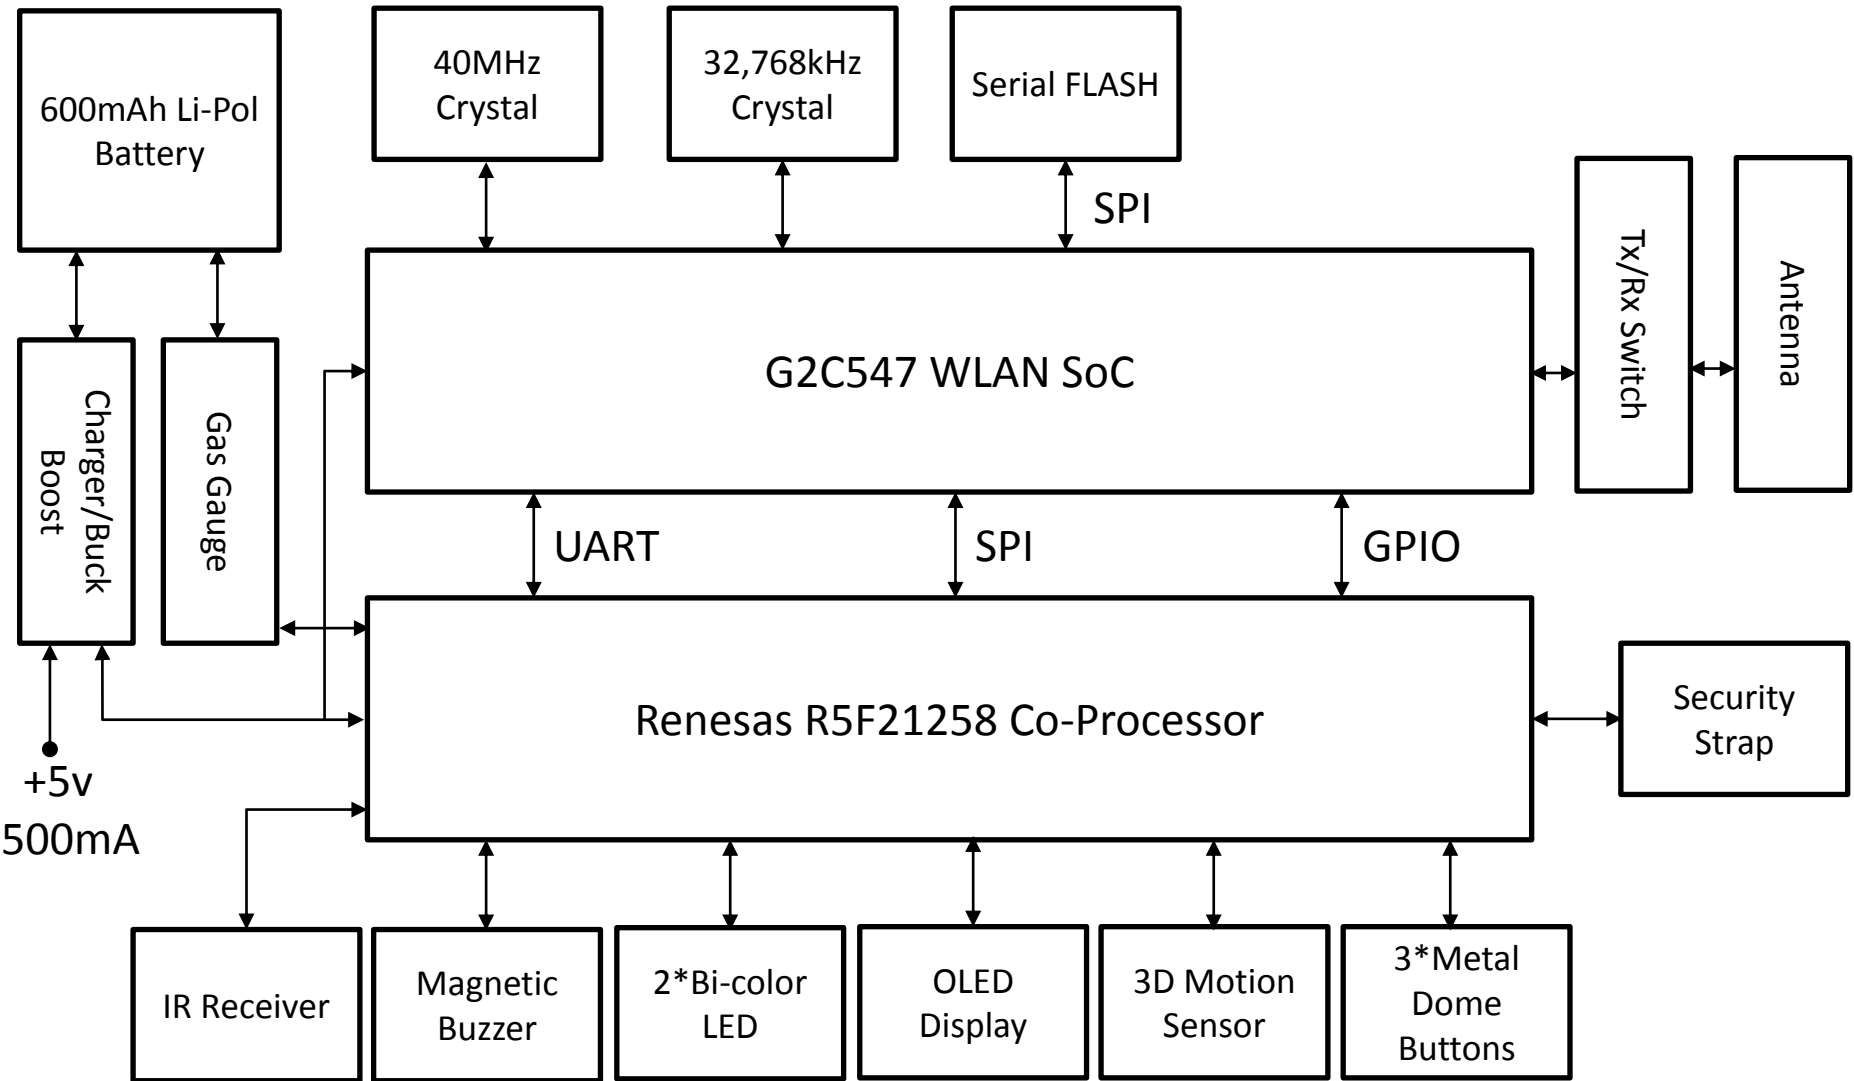 600mAh Li-Pol
Battery
40MHz
Crystal
32,768kHz
Crystal
Serial FLASH
SPI
Tx/Rx Switch
Antenna
G2C547 WLAN SoC
Charger/Buck
Boost
Gas Gauge
UART
SPI
GPIO
Renesas R5F21258 Co-Processor
Security
Strap
+5v
500mA
IR Receiver
Magnetic
Buzzer
2*Bi-color
LED
OLED
Display
3D Motion
Sensor
3*Metal
Dome
Buttons